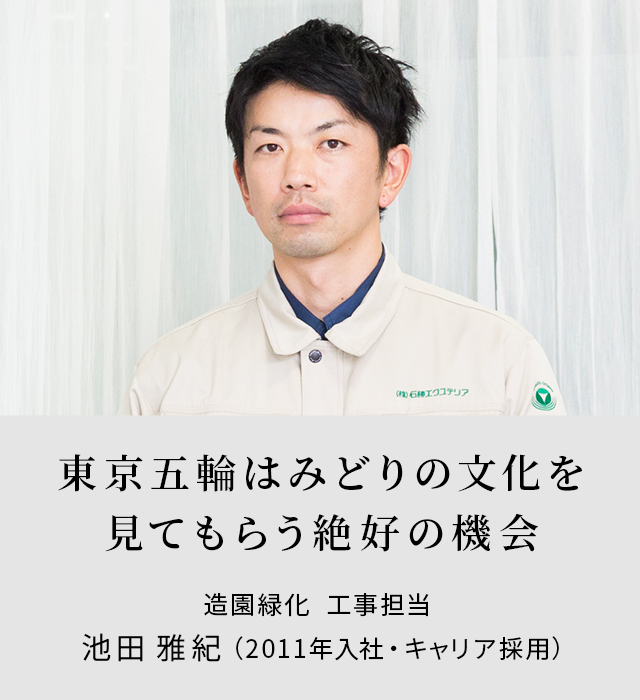 (株)石勝エクステリア
東京五輪はみどりの文化を
見てもらう絶好の機会
造園緑化 工事担当
池田 雅紀（2011年入社・キャリア採用）